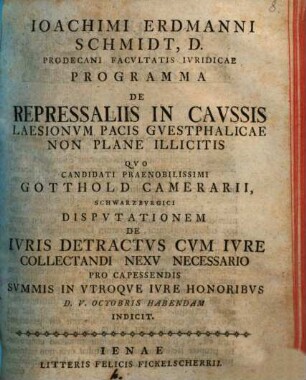 IOACHIMI ERDMANNI
SCHMIDT, D.
PRODECANI FACVLTATIS IVRIDICAE
PROGRAMMA
DE
REPRESSALIIS IN CAVSSIS
LAESIONVM PACIS GVESTPHALICAE
NON PLANE ILLICITIS
QVO
CANDIDATI PRAENOBILISSIMI
GOTTHOLD CAMERARII,
SCHWARZBVRGICI
DISPVTATIONEM
DE
IVRIS DETRACTVS CVM IVRE
COLLECTANDI NEXV NECESSARIO
PRO CAPESSENDIS
SVMMIS IN VTROQVE IVRE HONORIBVS
D. V. OCTOBRIS HABENDAM
INDICIT.
IENAE
LITTERIS FELICIS FICKELSCHERRII.